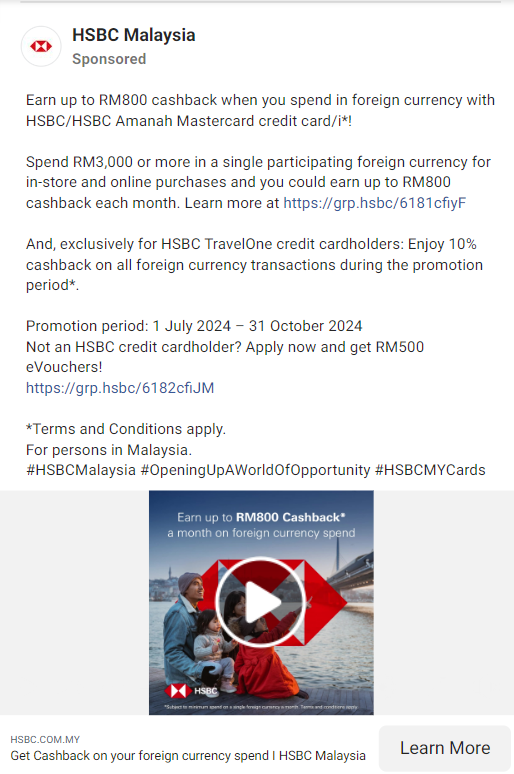 HSBC Malaysia
Sponsored
Earn up to RM800 cashback when you spend in foreign currency with
HSBC/HSBC Amanah Mastercard credit card/i*!
Spend RM3,000 or more in a single participating foreign currency for
in-store and online purchases and you could earn up to RM800
cashback each month. Learn more at https://grp.hsbc/6181cfiyF
And, exclusively for HSBC TravelOne credit cardholders: Enjoy 10%
cashback on all foreign currency transactions during the promotion
period*.
Promotion period: 1 July 2024 – 31 October 2024
Not an HSBC credit cardholder? Apply now and get RM500
eVouchers!
https://grp.hsbc/6182cfiJM
*Terms and Conditions apply.
For persons in Malaysia.
#HSBCMalaysia #OpeningUpAWorldOfOpportunity #HSBCMYCards
Earn up to RM800 Cashback*
a month on foreign currency spend
HSBC
*Subject to minimum spend on a single foreign currency a month. Terms and conditions apply.
HSBC.COM.MY
Get Cashback on your foreign currency spend I HSBC Malaysia
Learn More